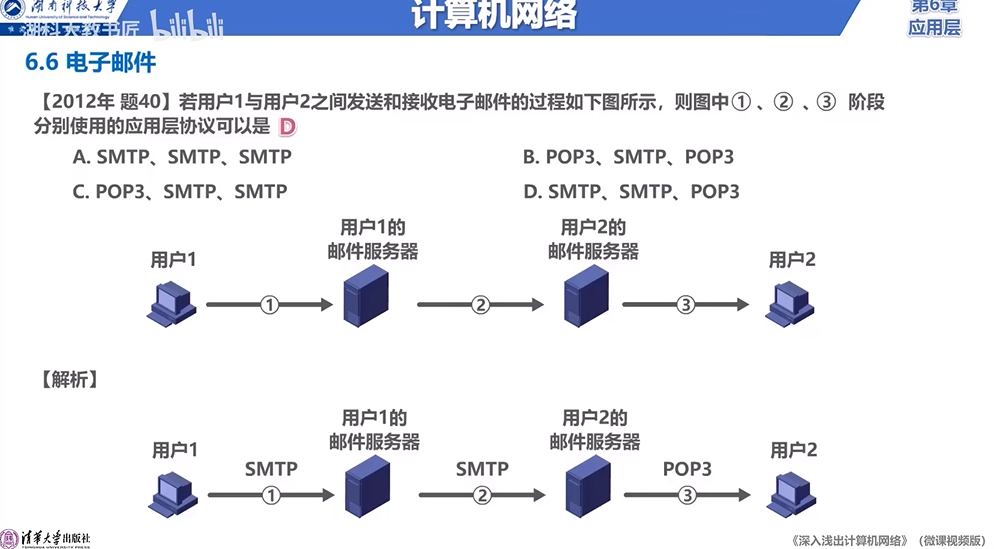 湖南科技大学
Hunan University of Science and Technology
湖科大教书匠 bilibili
计算机网络
第6章
应用层
6.6 电子邮件
【2012年 题40】若用户1与用户2之间发送和接收电子邮件的过程如下图所示，则图中① 、② 、③ 阶段
分别使用的应用层协议可以是 D
A. SMTP、SMTP、SMTP
B. POP3、SMTP、POP3
C. POP3、SMTP、SMTP
D. SMTP、SMTP、POP3
用户1
用户1的
邮件服务器
用户2的
邮件服务器
用户2
①
②
③
【解析】
用户1
用户1的
邮件服务器
用户2的
邮件服务器
用户2
SMTP
SMTP
POP3
①
②
③
清华大学出版社
TSINGHUA UNIVERSITY PRESS
《深入浅出计算机网络》（微课视频版）